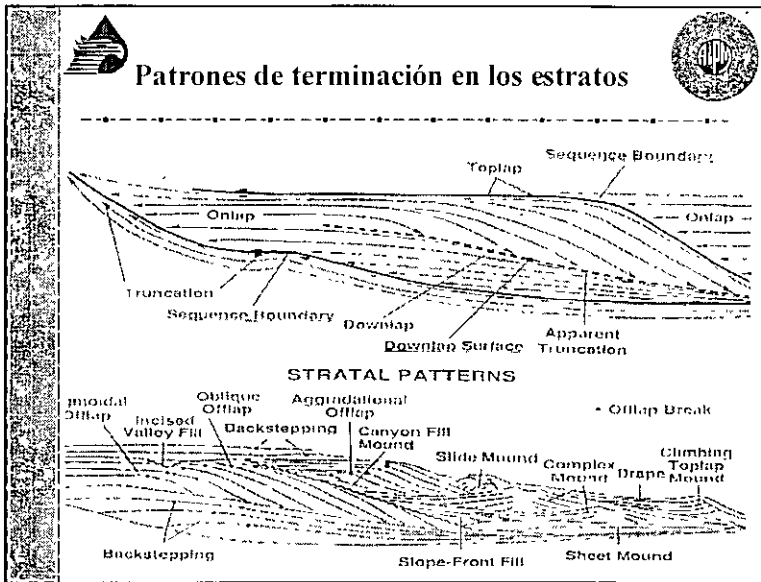 Patrones de terminación en los estratos
Toplap
Sequence Boundary
Onlap
Onlap
Truncation
Sequence Boundary
Downlap
Downlap Surface
Apparent
Truncation
STRATAL PATTERNS
Offlap
Incised
Valley Fill
Oblique
Offlap
Backstepping
Aggradational
Offlap
Canyon Fill
Mound
• Offlap Break
Slide Mound
Complex
Mound
Drape
Climbing
Toplap
Mound
Backstepping
Slope-Front Fill
Sheet Mound